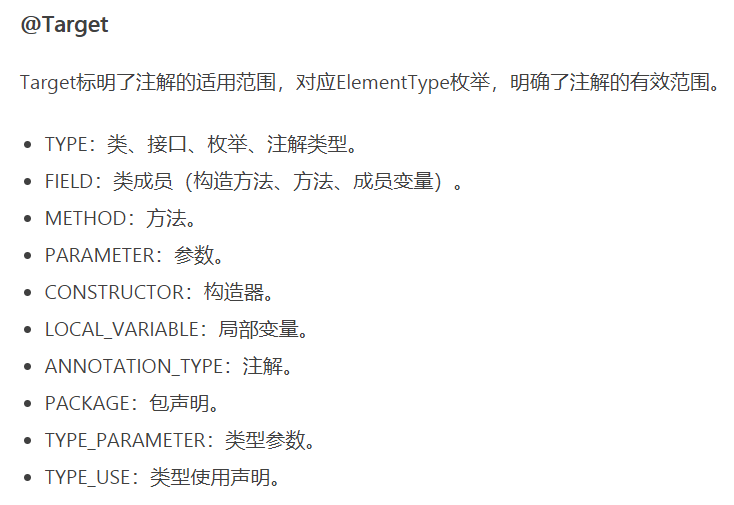 @Target
Target标明了注解的适用范围，对应ElementType枚举，明确了注解的有效范围。
• TYPE：类、接口、枚举、注解类型。
• FIELD：类成员（构造方法、方法、成员变量）。
• METHOD：方法。
• PARAMETER：参数。
• CONSTRUCTOR：构造器。
• LOCAL_VARIABLE：局部变量。
• ANNOTATION_TYPE：注解。
• PACKAGE：包声明。
• TYPE_PARAMETER：类型参数。
• TYPE_USE：类型使用声明。